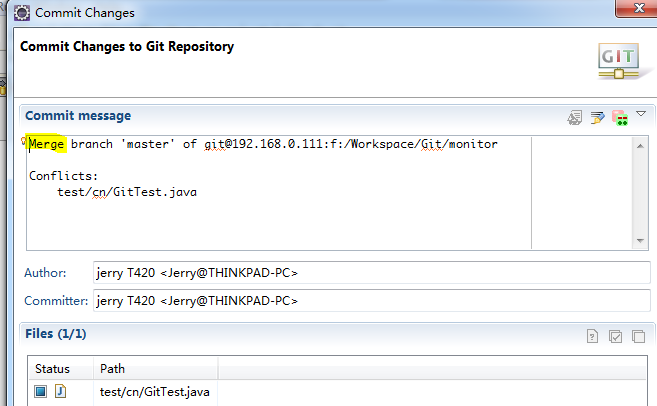 Commit Changes
Commit Changes to Git Repository
GIT
Commit message
Merge branch 'master' of git@192.168.0.111:f:/Workspace/Git/monitor
Conflicts:
test/cn/GitTest.java
Author: jerry T420 <Jerry@THINKPAD-PC>
Committer: jerry T420 <Jerry@THINKPAD-PC>
Files (1/1)
Status Path
test/cn/GitTest.java